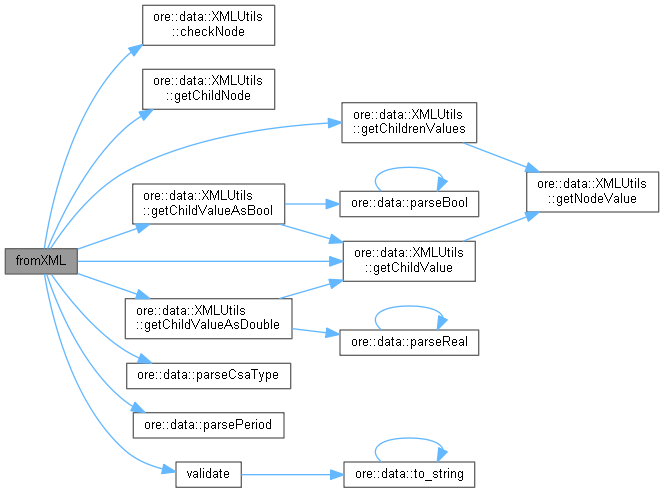 ore::data::XMLUtils
::checkNode
ore::data::XMLUtils
::getChildNode
ore::data::XMLUtils
::getChildrenValues
ore::data::XMLUtils
::getChildValueAsBool
ore::data::parseBool
ore::data::XMLUtils
::getNodeValue
fromXML
ore::data::XMLUtils
::getChildValue
ore::data::XMLUtils
::getChildValueAsDouble
ore::data::parseReal
ore::data::parseCsaType
ore::data::parsePeriod
validate
ore::data::to_string